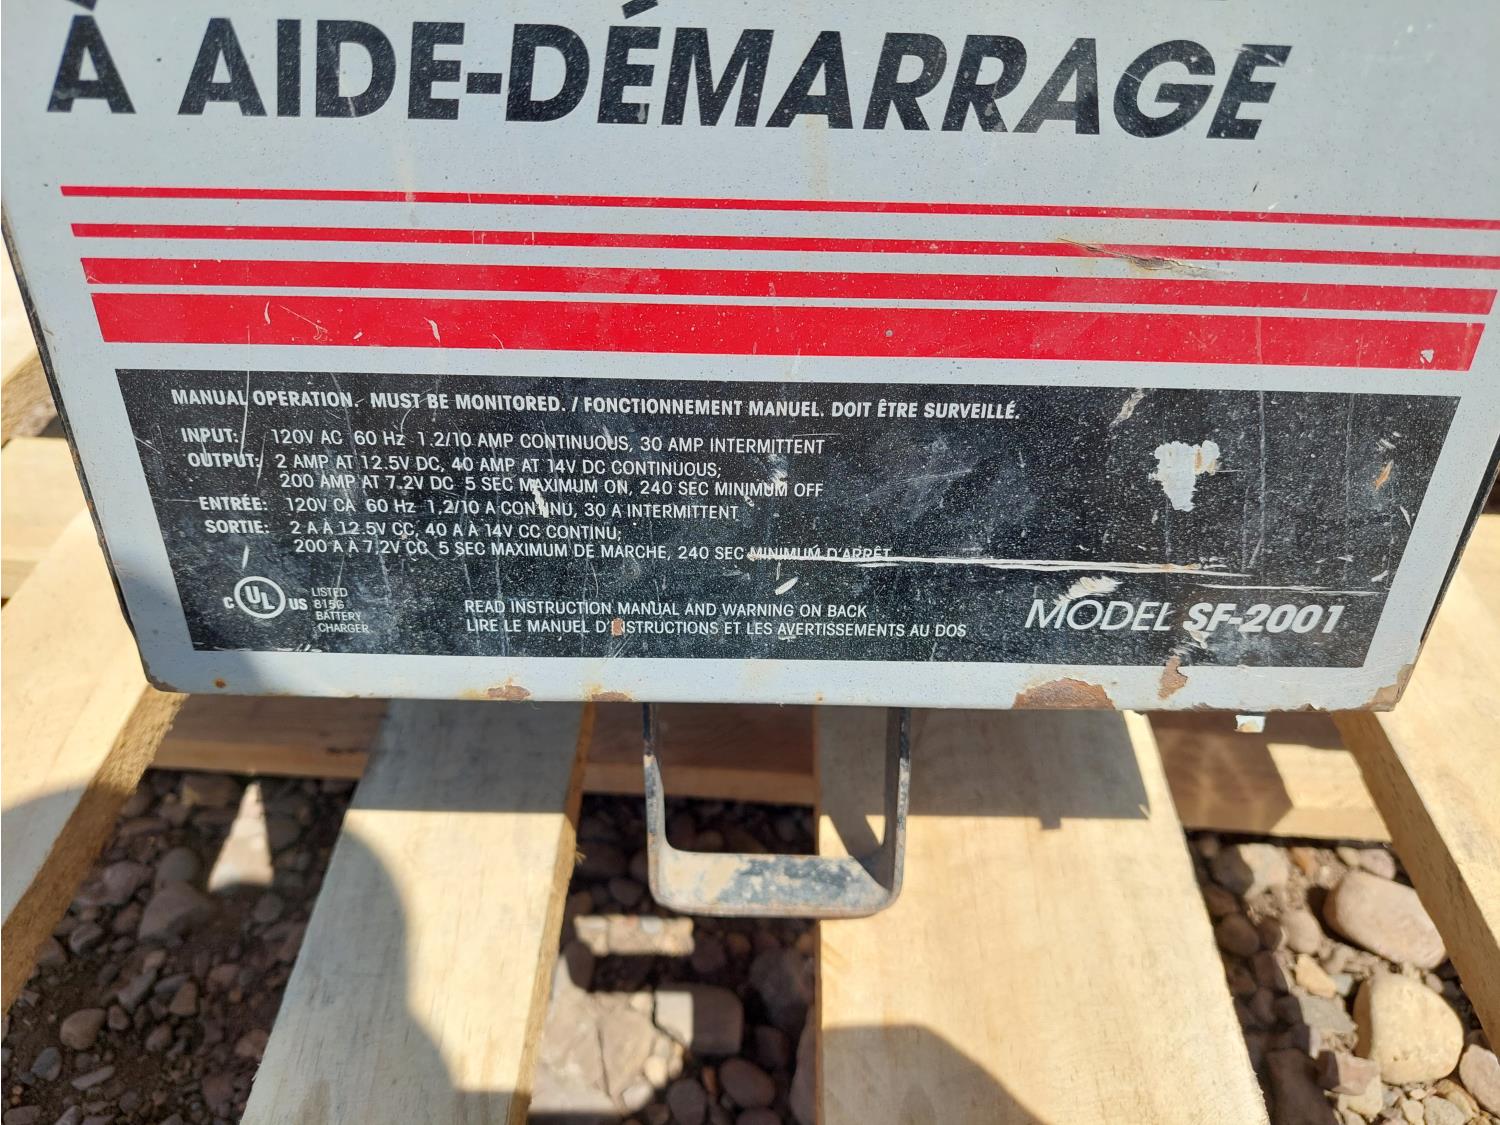 À AIDE-DÉMARRAGE
MANUAL OPERATION. MUST BE MONITORED. / FONCTIONNEMENT MANUEL. DOIT ÊTRE SURVEILLÉ.
INPUT: 120V AC 60 Hz 1.2/10 AMP CONTINUOUS, 30 AMP INTERMITTENT
OUTPUT: 2 AMP AT 12.5V DC, 40 AMP AT 14V DC CONTINUOUS;
200 AMP AT 7.2V DC 5 SEC MAXIMUM ON, 240 SEC MINIMUM OFF
ENTRÉE: 120V CA 60 Hz 1,2/10 A CONTINU, 30 A INTERMITTENT
SORTIE: 2 A À 12.5V CC, 40 A À 14V CC CONTINU;
200 A À 7.2V CC 5 SEC MAXIMUM DE MARCHE, 240 SEC MINIMUM D'ARRÊT
C UL US LISTED
815G
BATTERY
CHARGER
READ INSTRUCTION MANUAL AND WARNING ON BACK
LIRE LE MANUEL D'INSTRUCTIONS ET LES AVERTISSEMENTS AU DOS
MODEL SF-2001